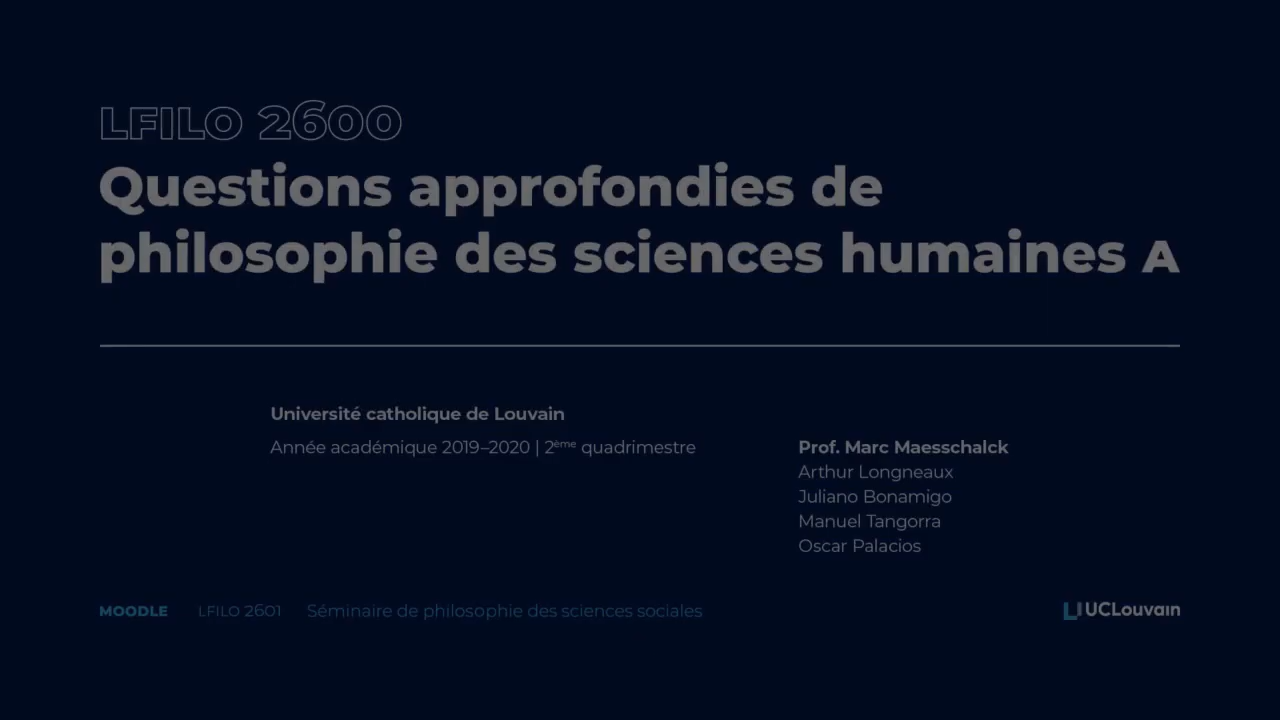 LFILO 2600
Questions approfondies de
philosophie des sciences humaines A
Université catholique de Louvain
Année académique 2019–2020 | 2ème quadrimestre
Prof. Marc Maesschalck
Arthur Longneaux
Juliano Bonamigo
Manuel Tangorra
Oscar Palacios
MOODLE LFILO 2601 Séminaire de philosophie des sciences sociales
UCLouvain